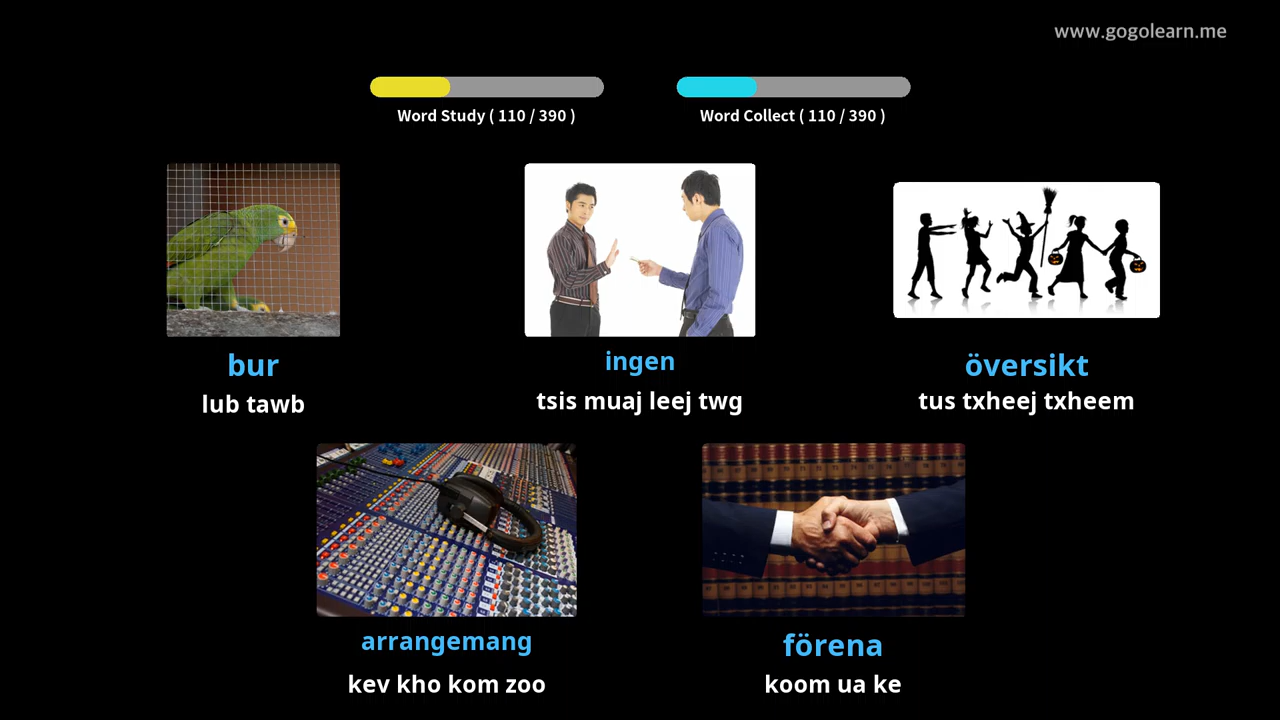 www.gogolearn.me
Word Study ( 110 / 390 )
Word Collect ( 110 / 390 )
bur
lub tawb
ingen
tsis muaj leej twg
översikt
tus txheej txheem
arrangemang
kev kho kom zoo
förena
koom ua ke